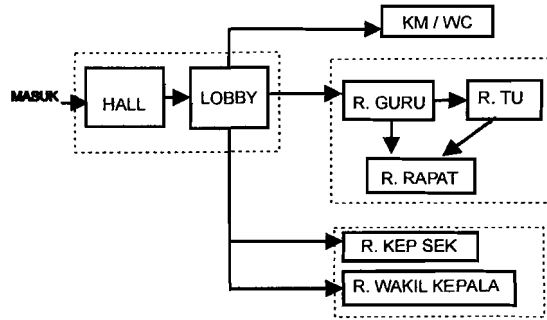 KM / WC
MASUK
HALL
LOBBY
R. GURU
R. TU
R. RAPAT
R. KEP SEK
R. WAKIL KEPALA